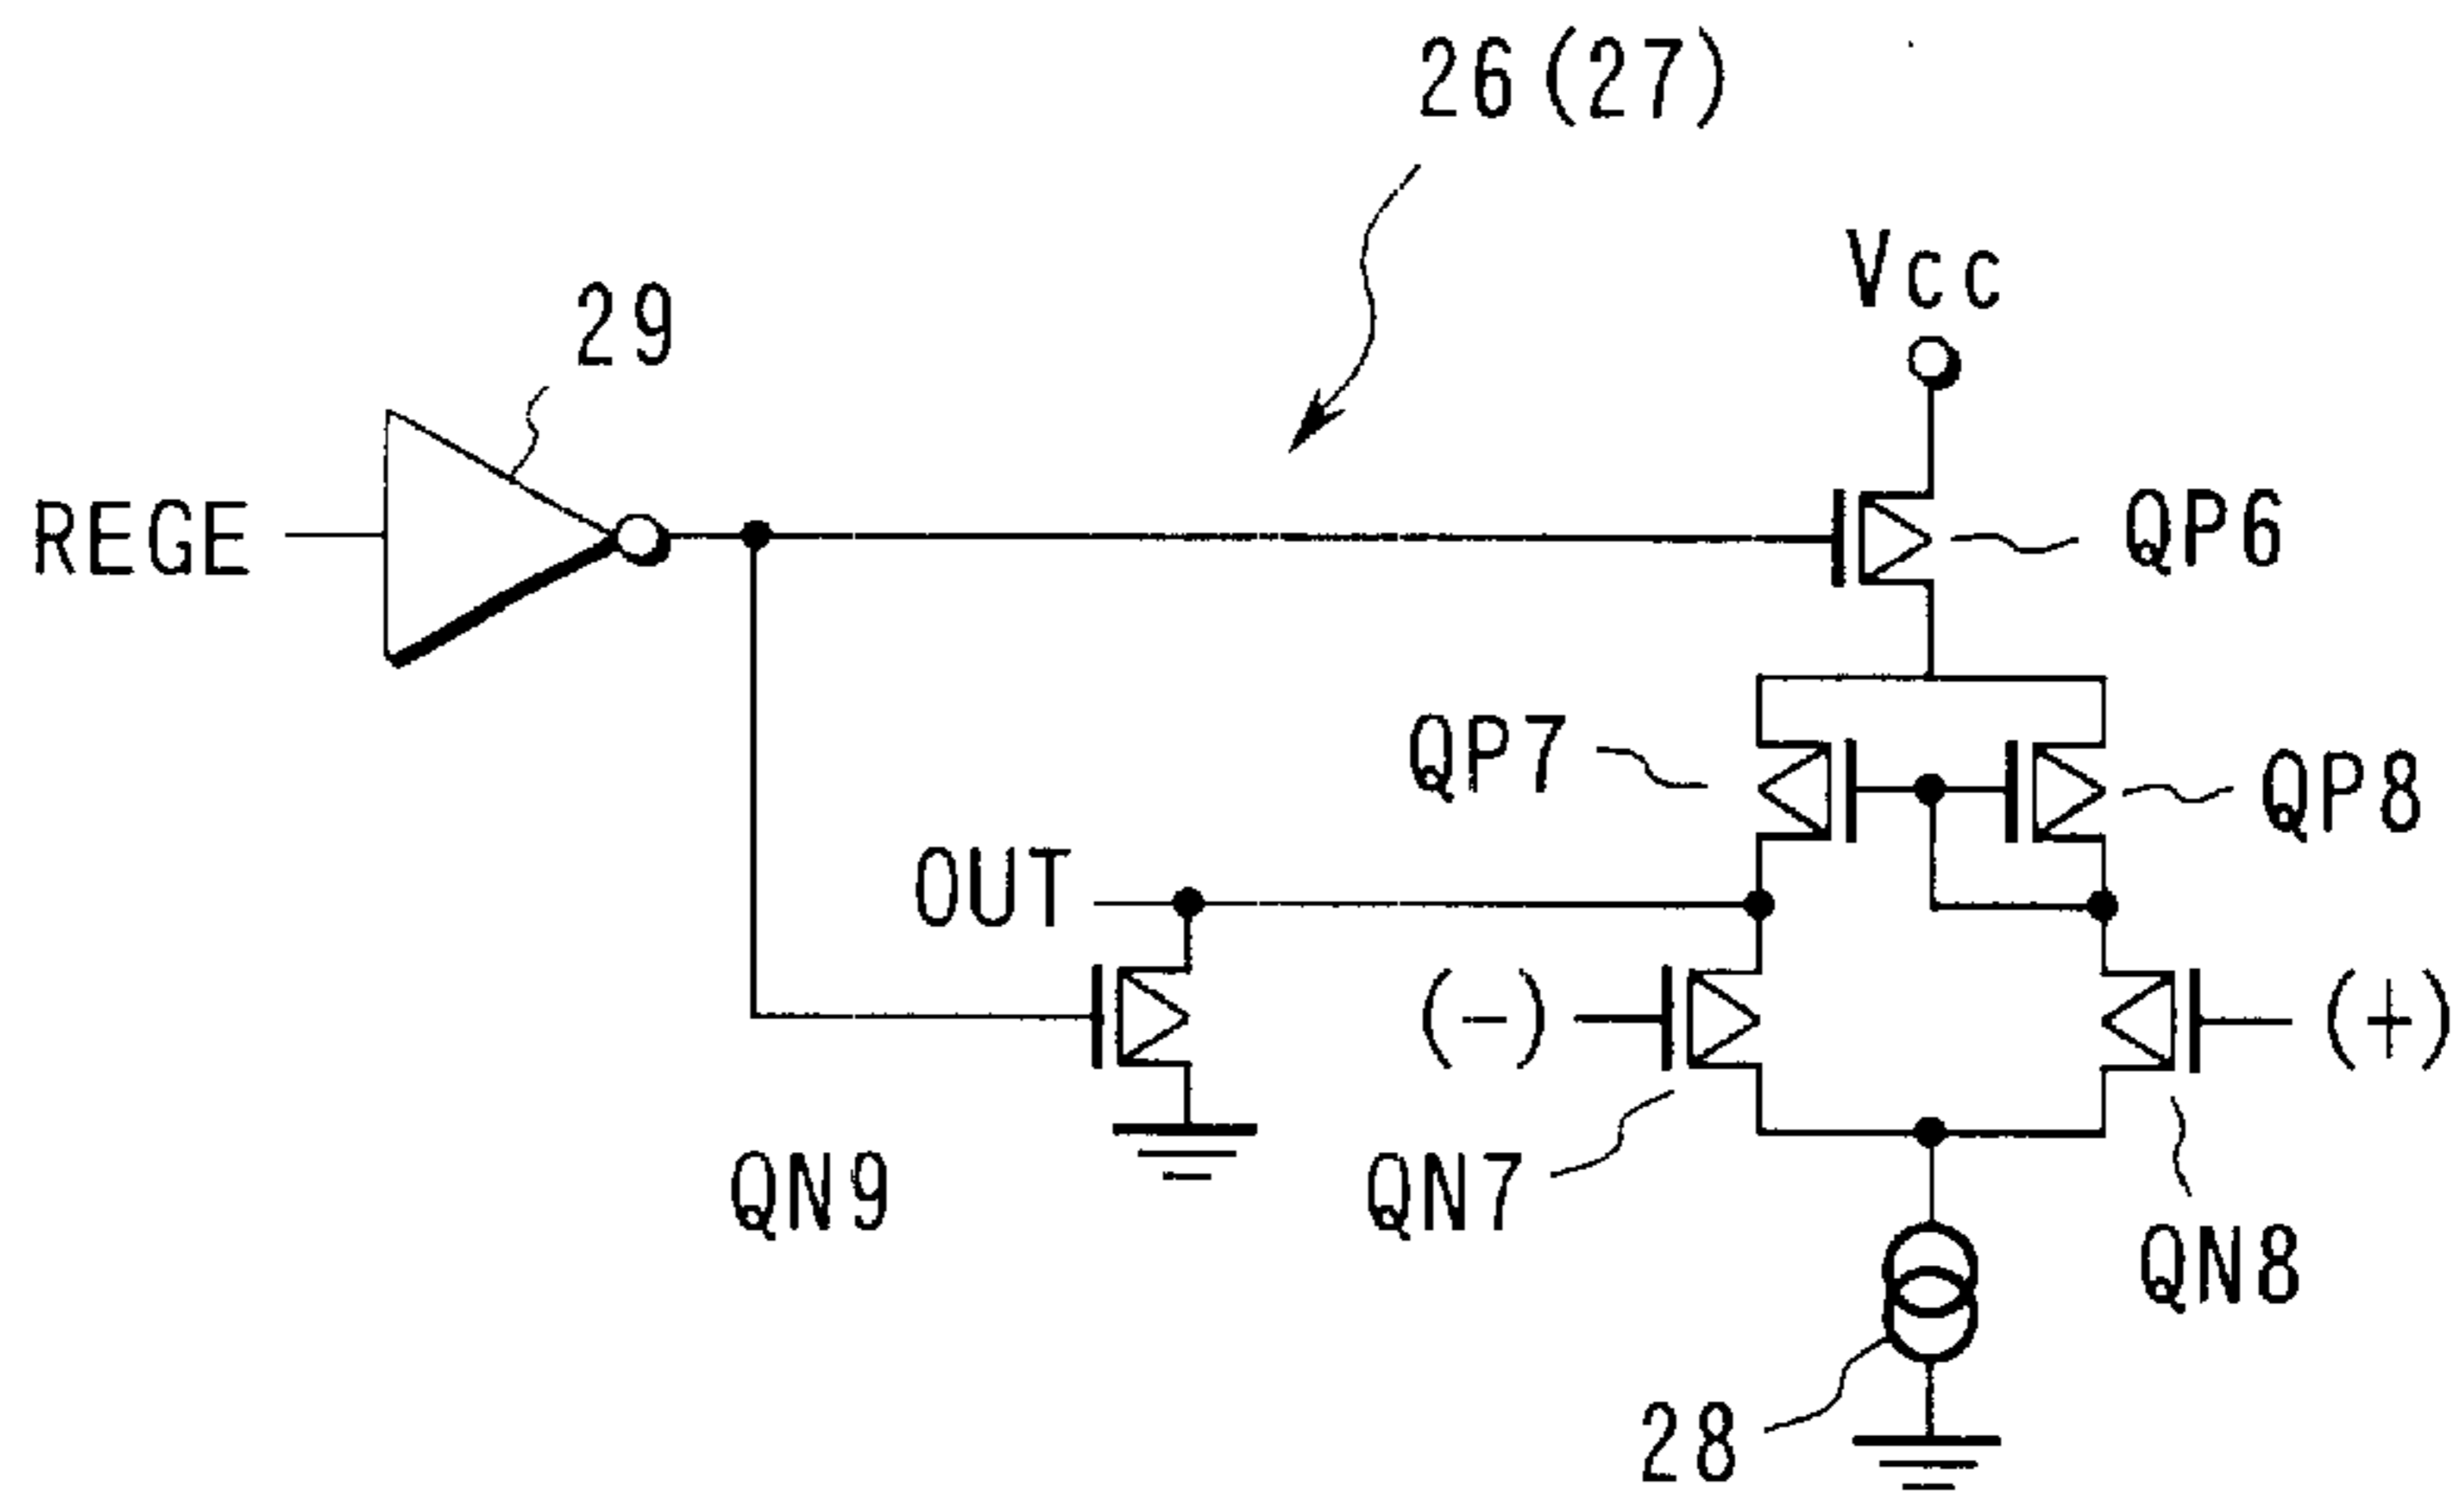 26(27)
Vcc
29
REGE
QP6
QP7
QP8
OUT
(-)
(+)
QN9
QN7
QN8
28